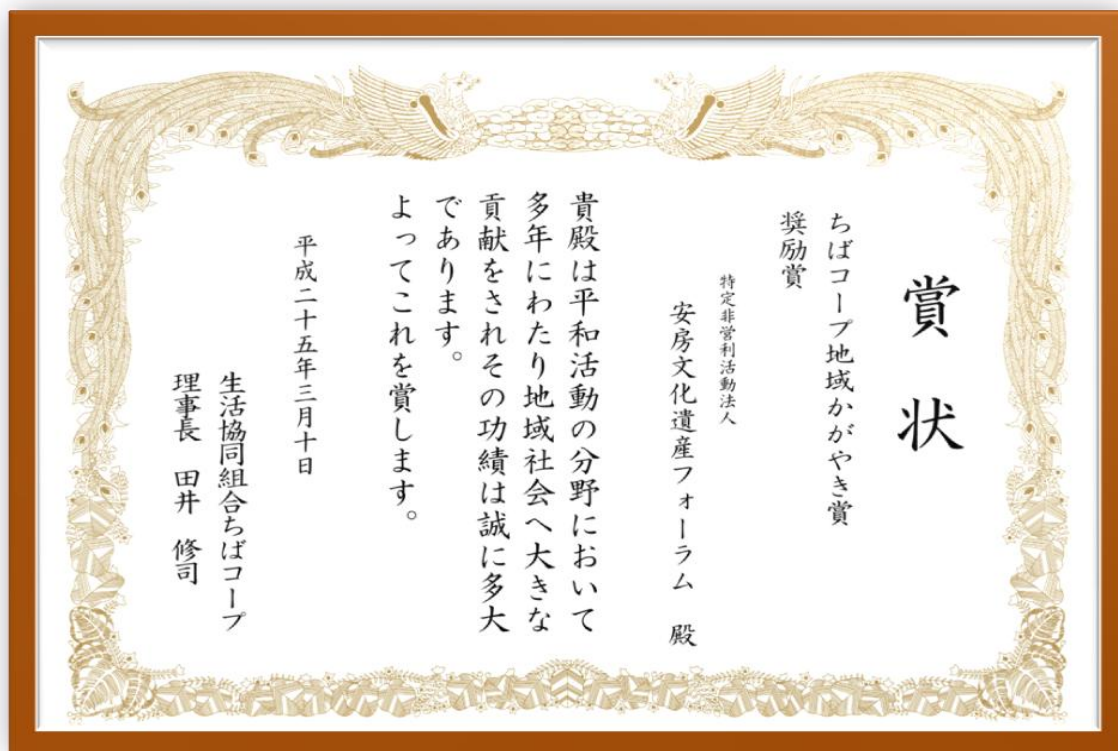 賞状
ちばコープ地域かがやき賞
奨励賞
特定非営利活動法人
安房文化遺産フォーラム　殿
貴殿は平和活動の分野において
多年にわたり地域社会へ大きな
貢献をされその功績は誠に多大
であります。
よってこれを賞します。
平成二十五年三月十日
生活協同組合ちばコープ
理事長　田井　修司